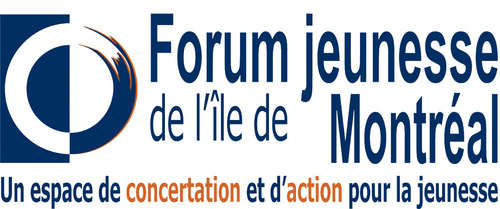 Forum jeunesse
de l'île de Montréal
Un espace de concertation et d'action pour la jeunesse